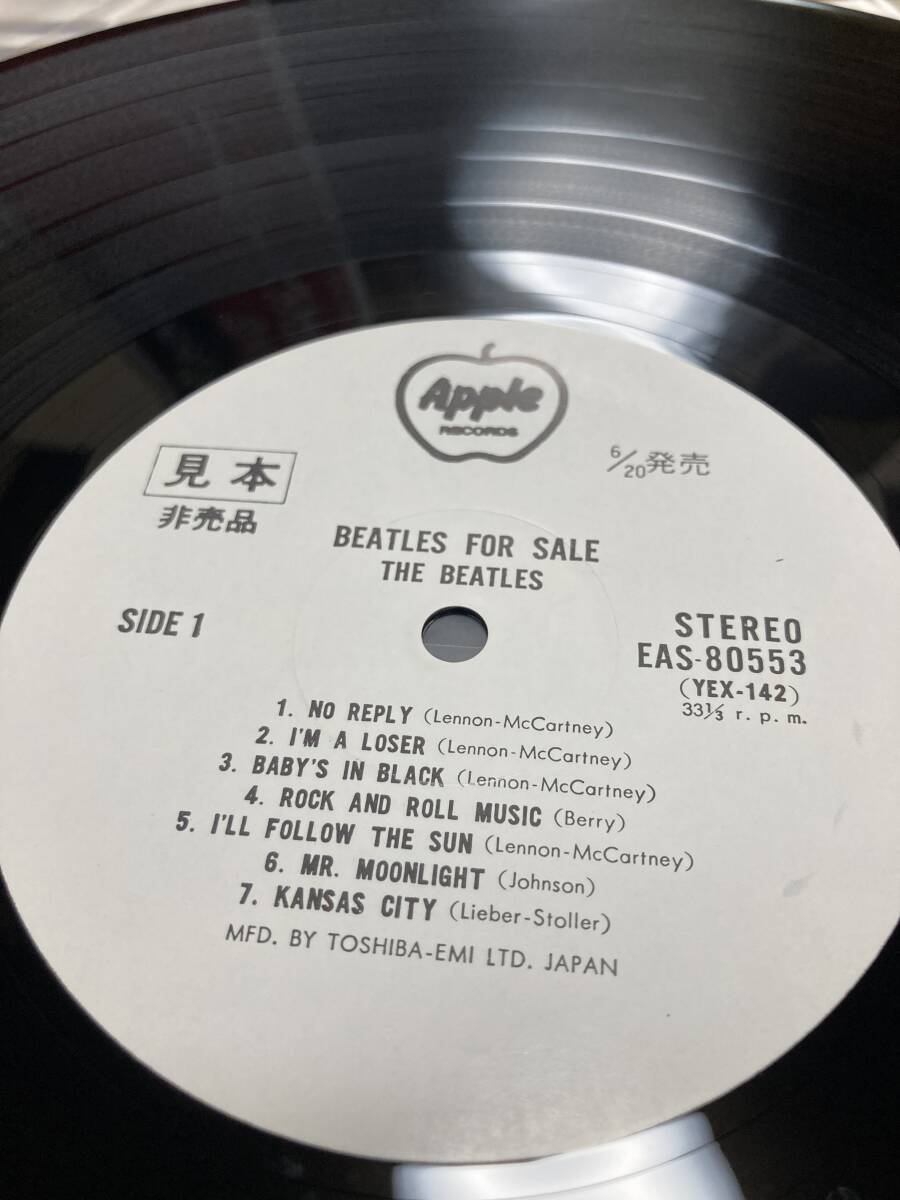 Apple
RECORDS
見本
非売品
6/20発売
BEATLES FOR SALE
THE BEATLES
SIDE 1
STEREO
EAS-80553
(YEX-142)
33⅓ r. p. m.
1. NO REPLY (Lennon-McCartney)
2. I'M A LOSER (Lennon-McCartney)
3. BABY'S IN BLACK (Lennon-McCartney)
4. ROCK AND ROLL MUSIC (Berry)
5. I'LL FOLLOW THE SUN (Lennon-McCartney)
6. MR. MOONLIGHT (Johnson)
7. KANSAS CITY (Lieber-Stoller)
MFD. BY TOSHIBA-EMI LTD. JAPAN